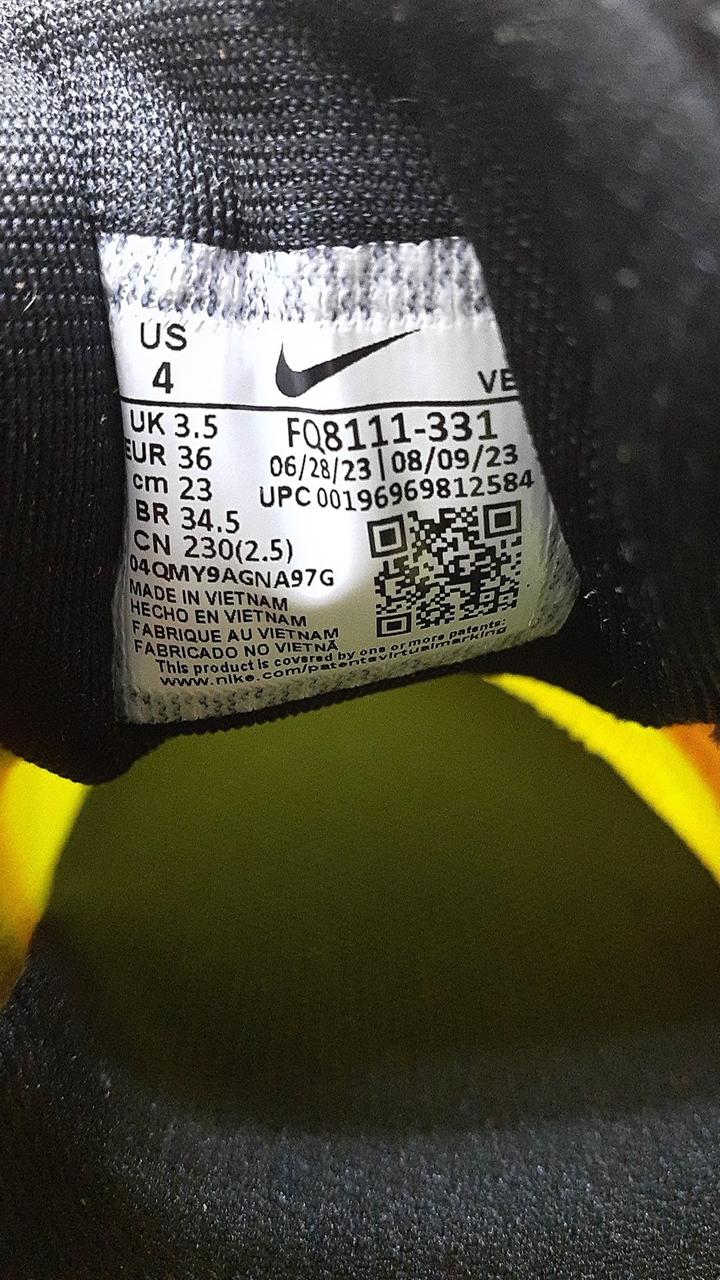 US
4
VE
UK 3.5
EUR 36
cm 23
BR 34.5
CN 230(2.5)
FQ8111-331
06/28/23 | 08/09/23
UPC 00196969812584
04QMY9AGNA97G
MADE IN VIETNAM
HECHO EN VIETNAM
FABRIQUE AU VIETNAM
FABRICADO NO VIETNÃ
This product is covered by one or more patents:
www.nike.com/patentsvirtualmarking